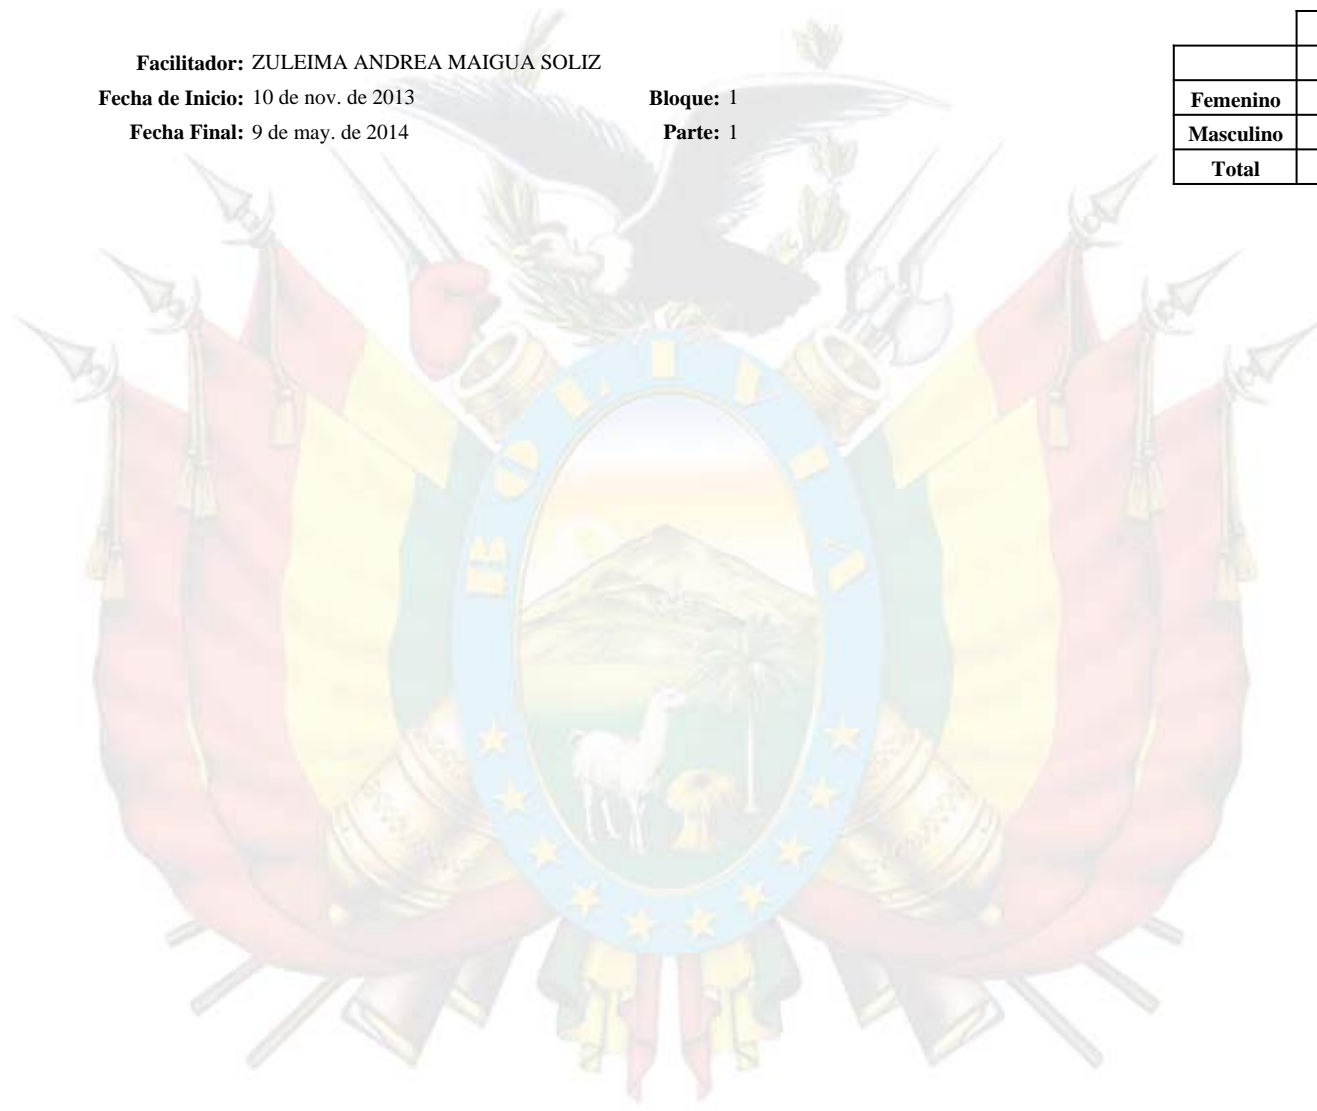 Facilitador: ZULEIMA ANDREA MAIGUA SOLIZ
Fecha de Inicio: 10 de nov. de 2013 Bloque: 1
Fecha Final: 9 de may. de 2014 Parte: 1
Femenino
Masculino
Total
BOLIVIA